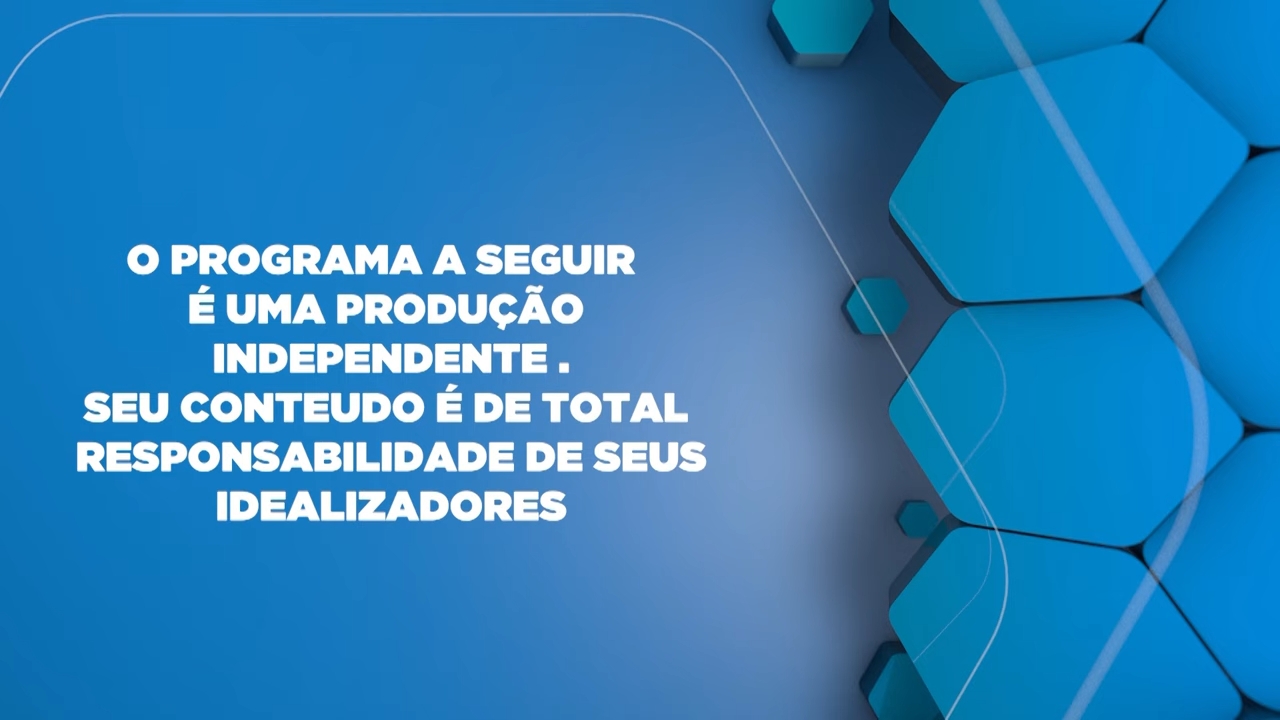 O PROGRAMA A SEGUIR
É UMA PRODUÇÃO
INDEPENDENTE .
SEU CONTEUDO É DE TOTAL
RESPONSABILIDADE DE SEUS
IDEALIZADORES